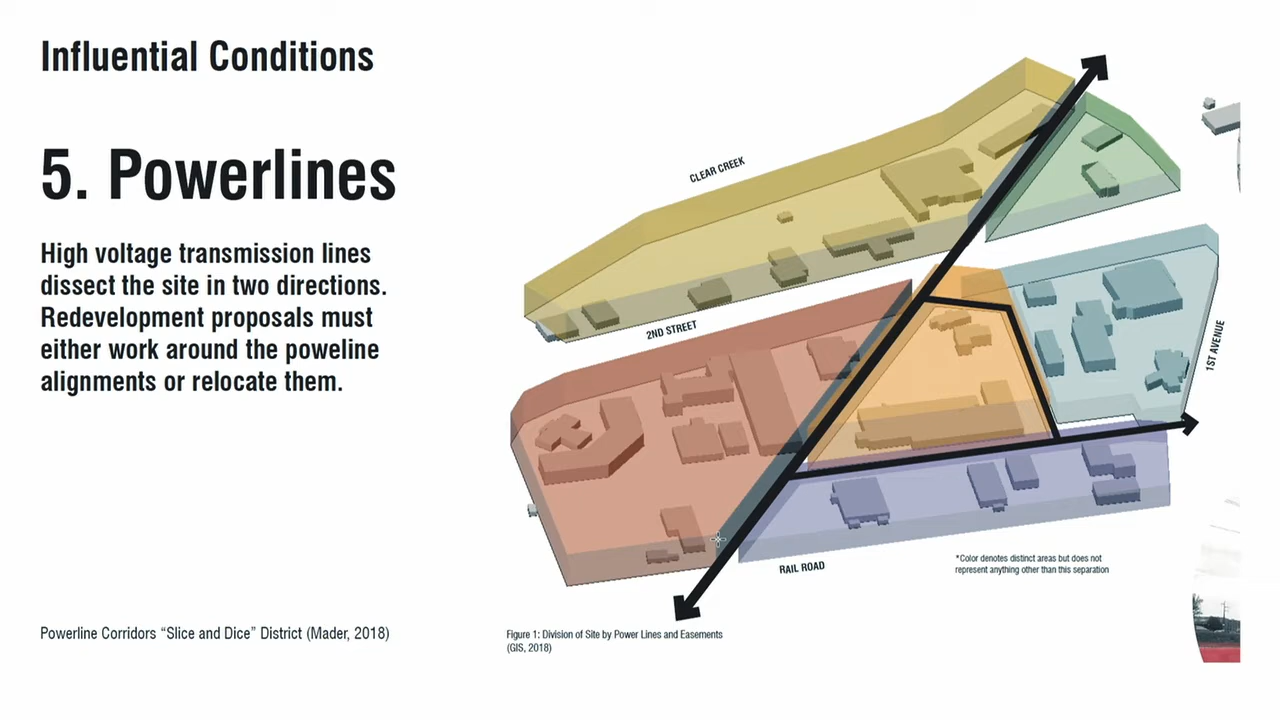 Influential Conditions
5. Powerlines
High voltage transmission lines
dissect the site in two directions.
Redevelopment proposals must
either work around the poweline
alignments or relocate them.
Powerline Corridors “Slice and Dice” District (Mader, 2018)
CLEAR CREEK
2ND STREET
1ST AVENUE
RAIL ROAD
*Color denotes distinct areas but does not
represent anything other than this separation
Figure 1: Division of Site by Power Lines and Easements
(GIS, 2018)